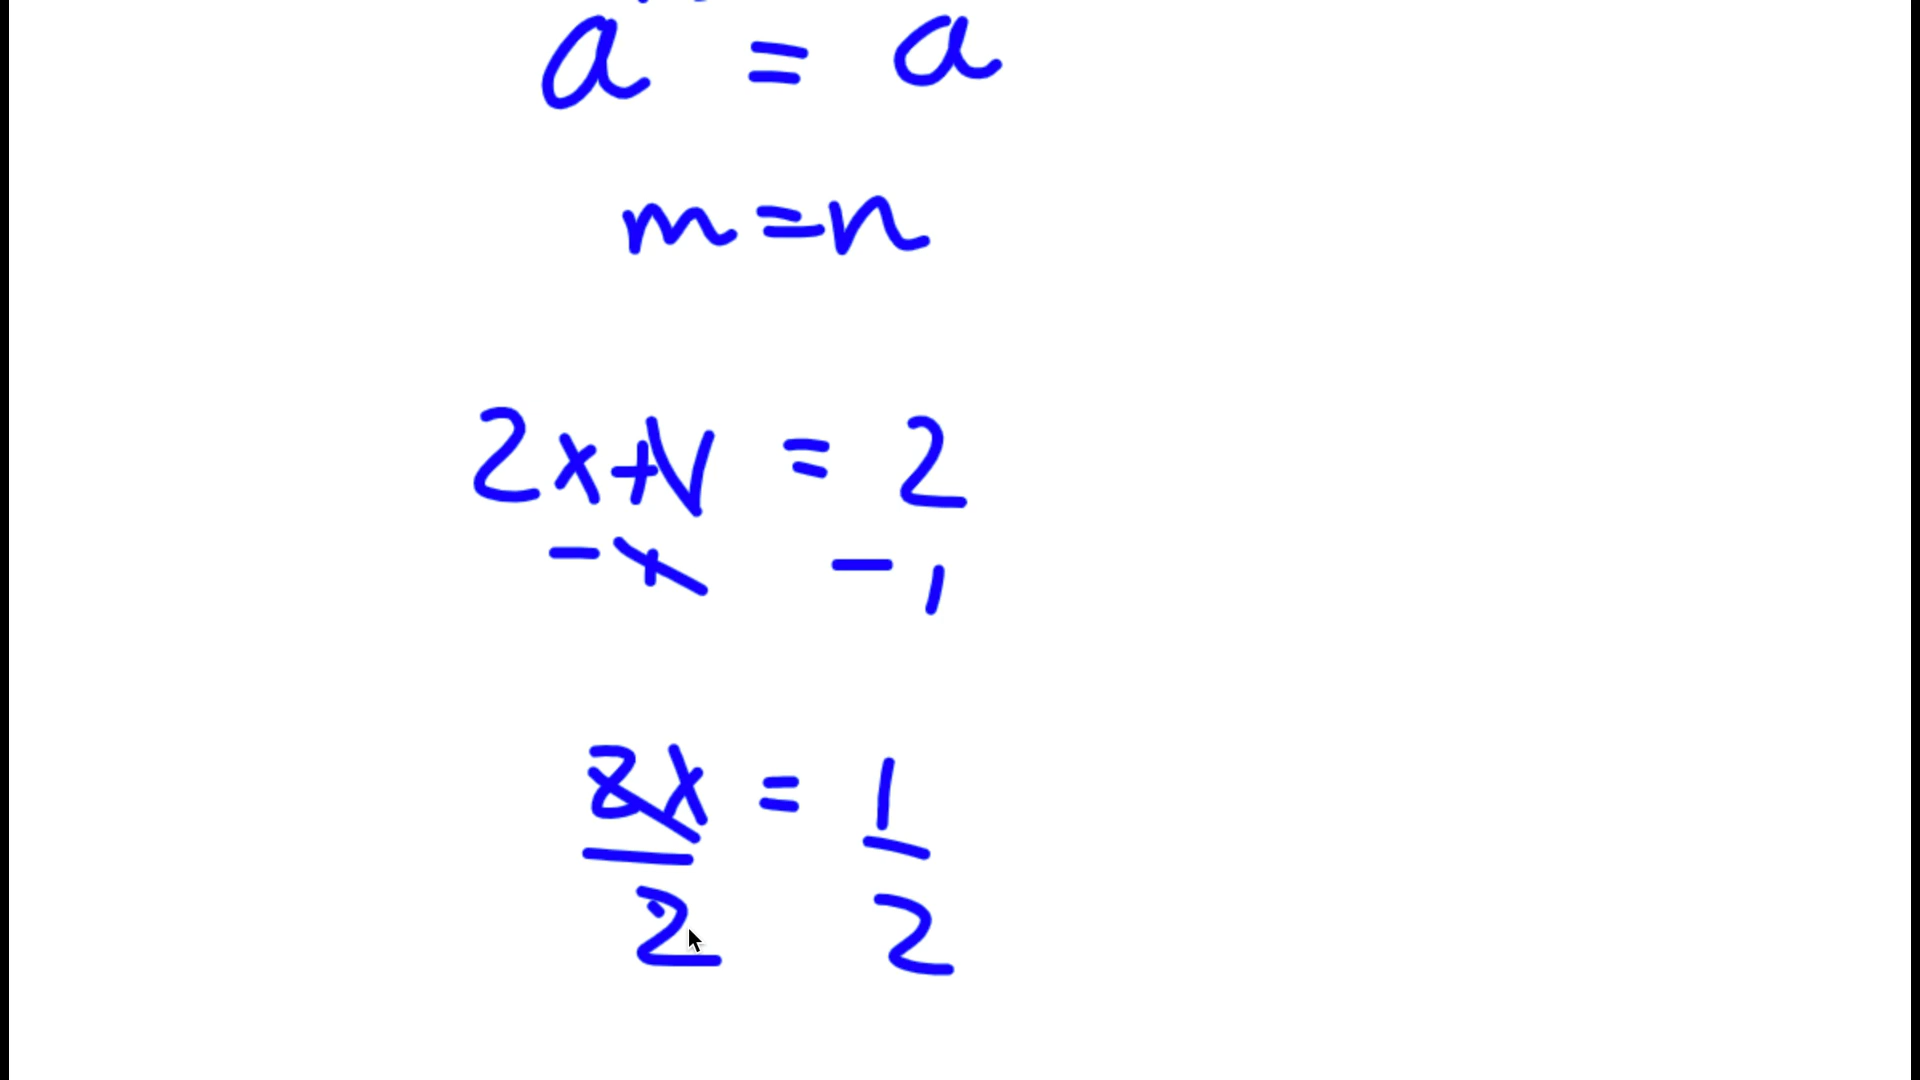 a = a
m = n
2x + 1 = 2
- 1 - 1
2x = 1
2 2